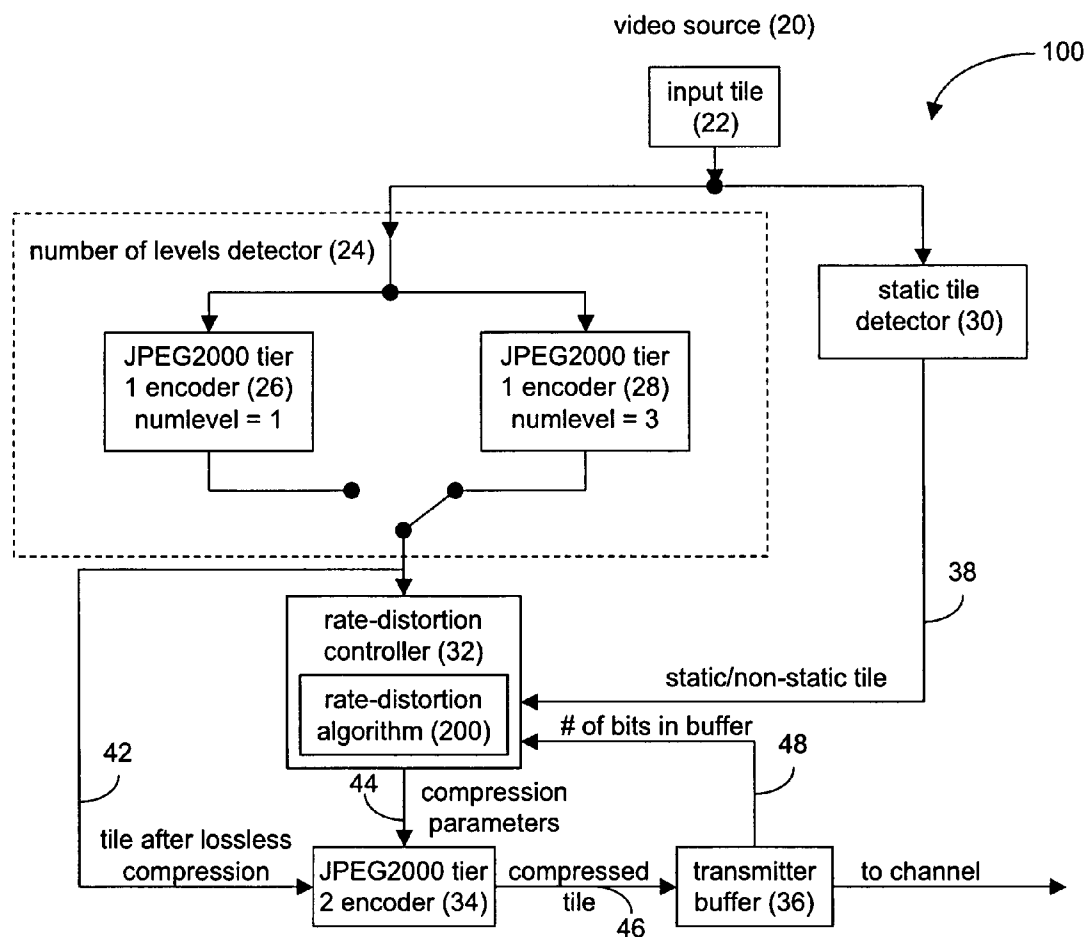 video source (20)
100
input tile
(22)
number of levels detector (24)
static tile
detector (30)
JPEG2000 tier
1 encoder (26)
numlevel = 1
JPEG2000 tier
1 encoder (28)
numlevel = 3
38
rate-distortion
controller (32)
static/non-static tile
rate-distortion
algorithm (200)
# of bits in buffer
42
48
44
compression
parameters
tile after lossless
compression
JPEG2000 tier
2 encoder (34)
compressed
tile
46
transmitter
buffer (36)
to channel